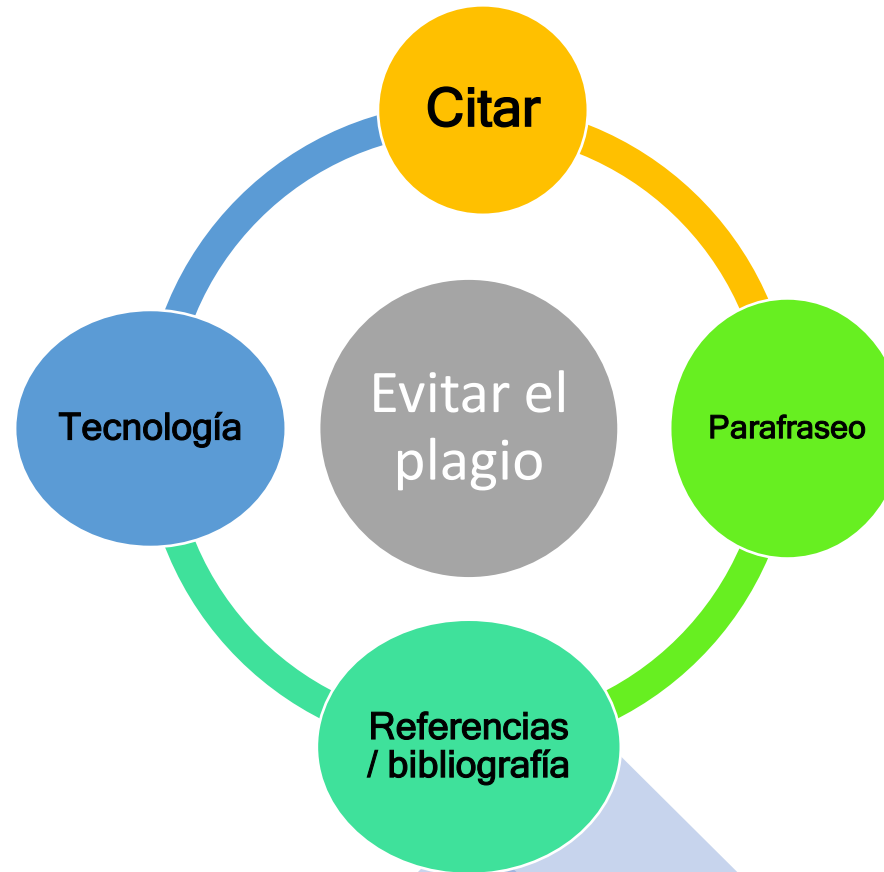 Citar
Tecnología
Evitar el
plagio
Parafraseo
Referencias
/ bibliografía